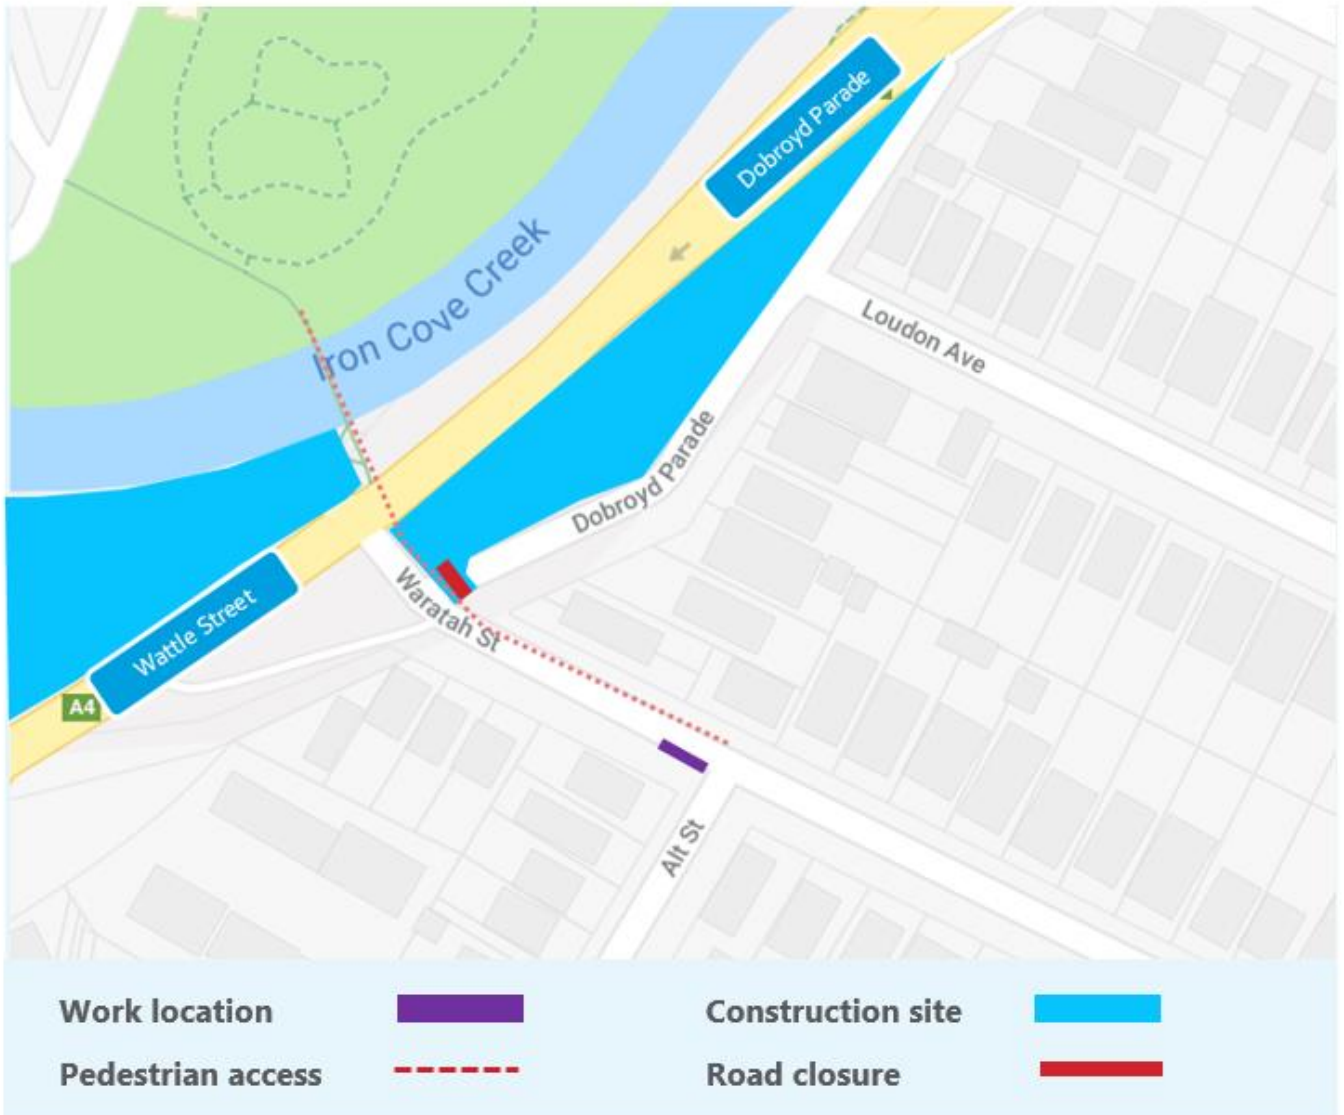 Dobroyd Parade
Iron Cove Creek
Loudon Ave
Dobroyd Parade
Waratah St
Wattle Street
A4
Alt St
Work location
Construction site
Pedestrian access
Road closure